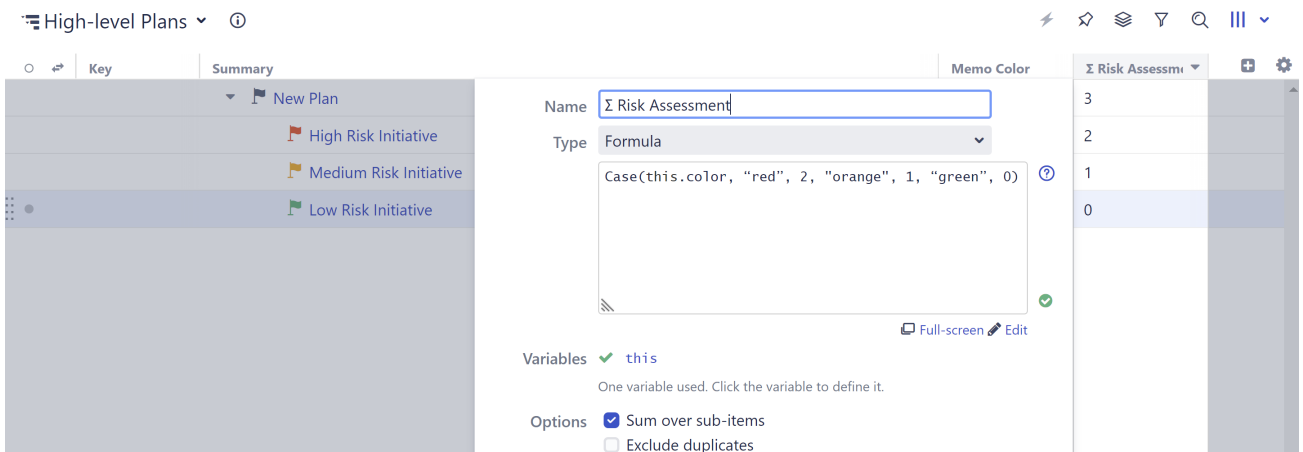 High-level Plans
Key Summary Memo Color Σ Risk Assessm
New Plan 3
High Risk Initiative 2
Medium Risk Initiative 1
Low Risk Initiative 0
Name Σ Risk Assessment
Type Formula
Case(this.color, “red”, 2, "orange", 1, “green”, 0)
Full-screen Edit
Variables this
One variable used. Click the variable to define it.
Options Sum over sub-items
Exclude duplicates